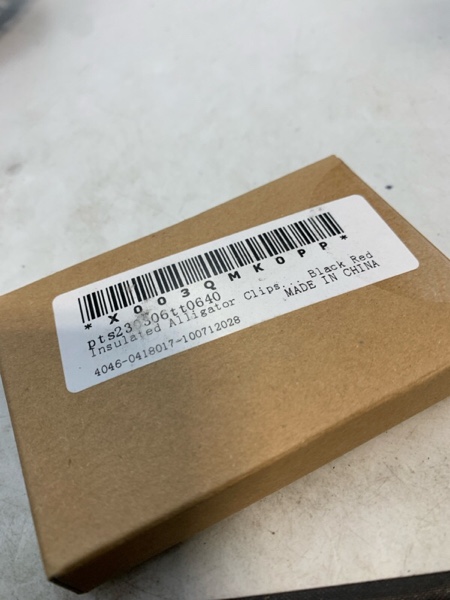 *X003QMK0PP*
pts230306tt0640
Insulated Alligator Clips... Black Red
MADE IN CHINA
4046-0418017-100712028